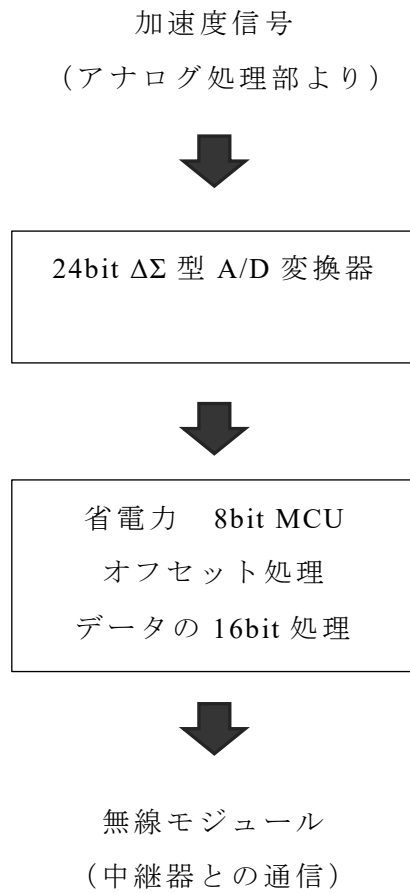 加速度信号
（アナログ処理部より）
24bit ΔΣ 型 A/D 変換器
省電力　8bit MCU
オフセット処理
データの 16bit 処理
無線モジュール
（中継器との通信）